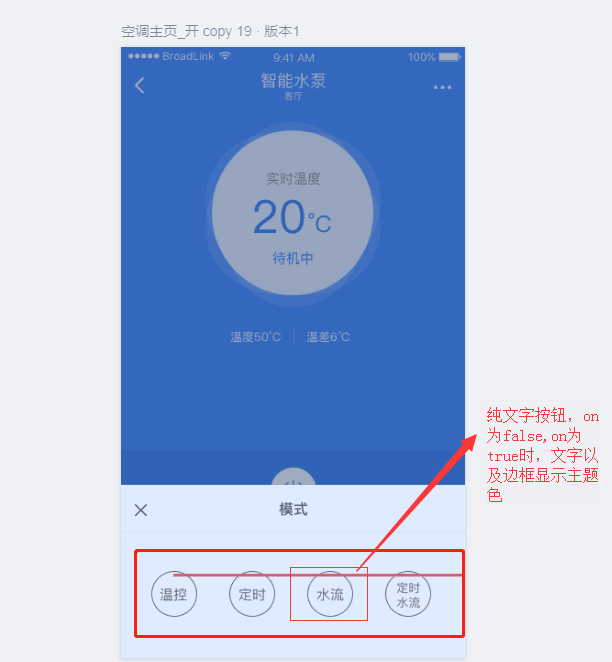 空调主页_开 copy 19 · 版本1
BroadLink 9:41 AM 100%
智能水泵
客厅
实时温度
20℃
待机中
温度50℃ 温差6℃
纯文字按钮，on
为false,on为
true时，文字以
及边框显示主题
色
模式
温控 定时 水流 定时
水流